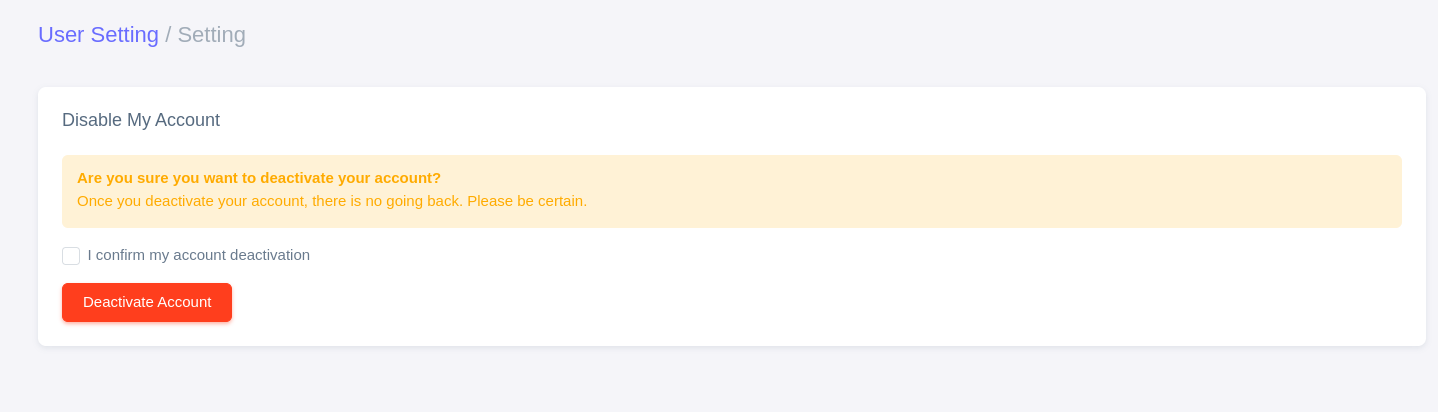 User Setting / Setting
Disable My Account
Are you sure you want to deactivate your account?
Once you deactivate your account, there is no going back. Please be certain.
I confirm my account deactivation
Deactivate Account